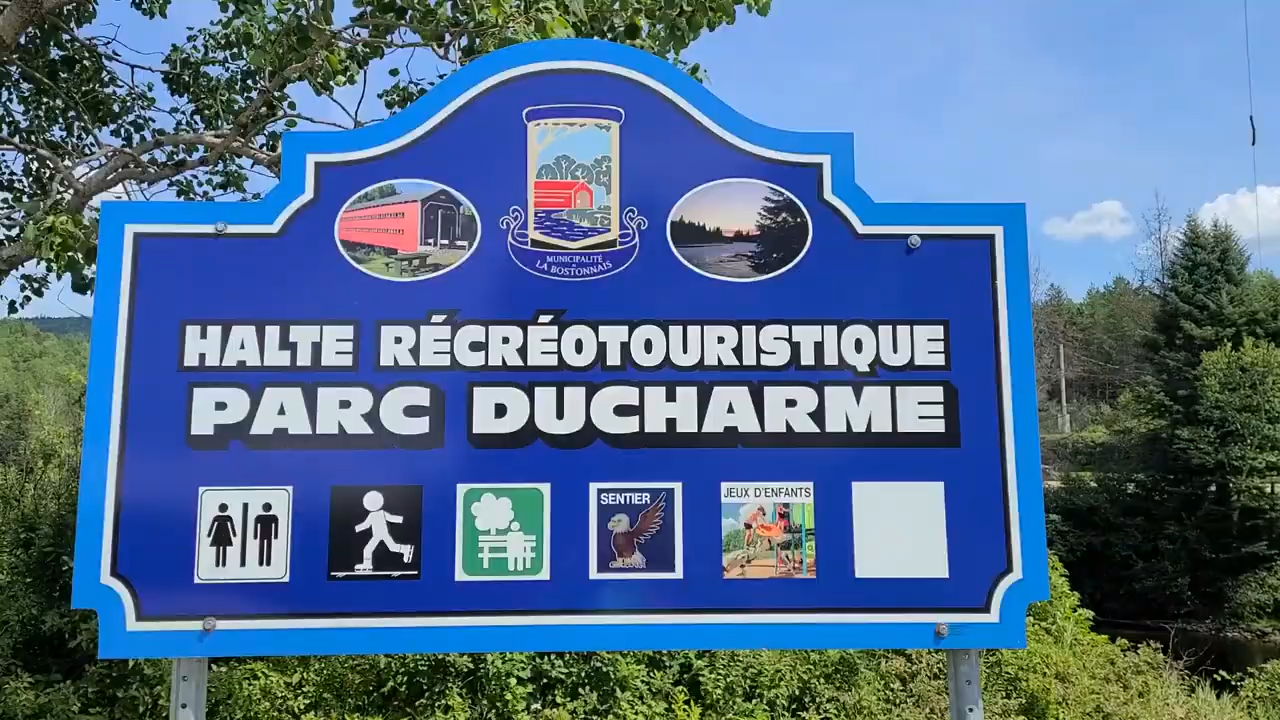 MUNICIPALITÉ
LA BOSTONNAIS
HALTE RÉCRÉOTOURISTIQUE
PARC DUCHARME
SENTIER
JEUX D'ENFANTS